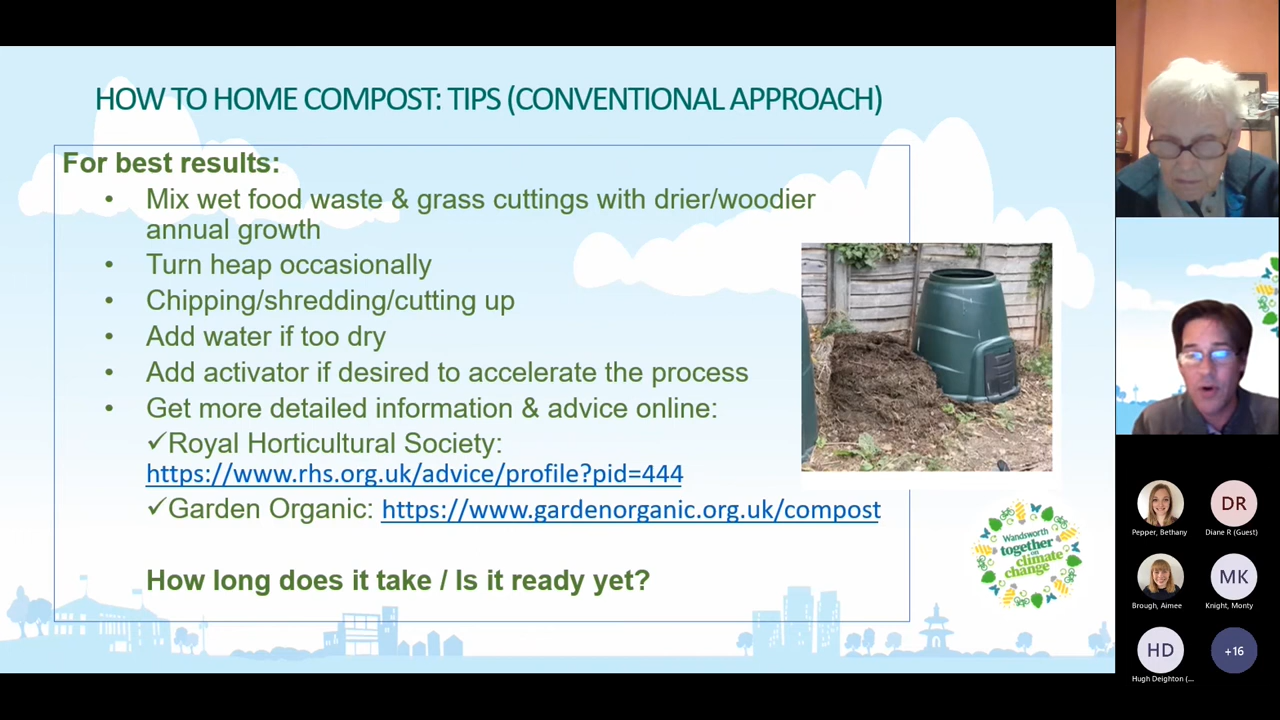 HOW TO HOME COMPOST: TIPS (CONVENTIONAL APPROACH)
For best results:
• Mix wet food waste & grass cuttings with drier/woodier
annual growth
• Turn heap occasionally
• Chipping/shredding/cutting up
• Add water if too dry
• Add activator if desired to accelerate the process
• Get more detailed information & advice online:
✓Royal Horticultural Society:
https://www.rhs.org.uk/advice/profile?pid=444
✓Garden Organic: https://www.gardenorganic.org.uk/compost
How long does it take / Is it ready yet?
Wandsworth
together
on
climate
change
DR
Pepper, Bethany
Diane R (Guest)
MK
Brough, Aimee
Knight, Monty
HD
+16
Hugh Deighton (...